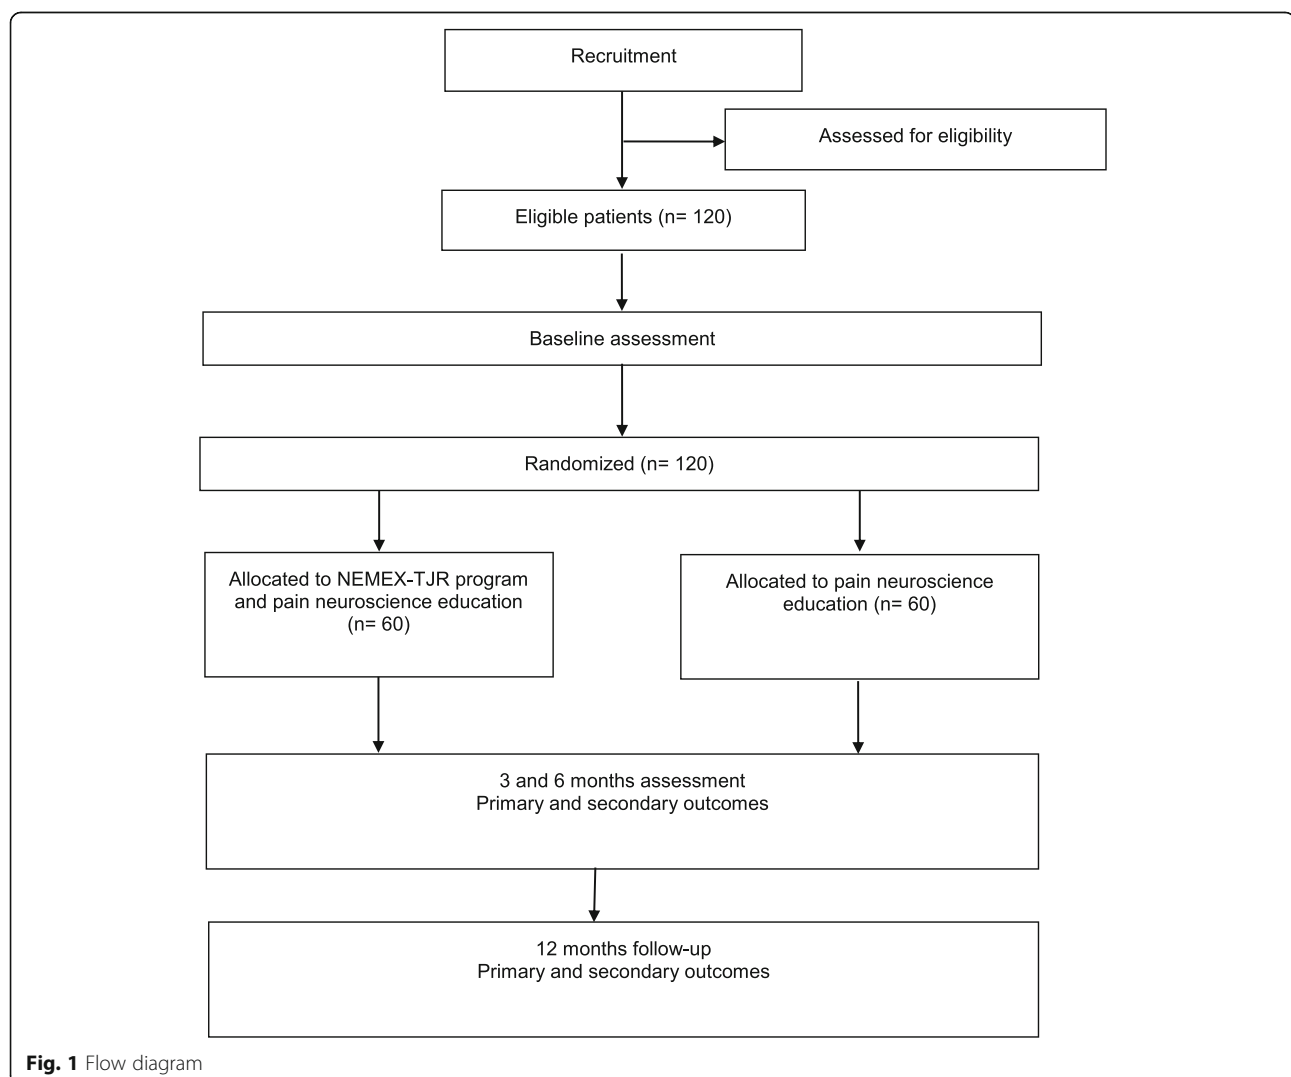 Recruitment
Assessed for eligibility
Eligible patients (n= 120)
Baseline assessment
Randomized (n= 120)
Allocated to NEMEX-TJR program
and pain neuroscience education
(n= 60)
Allocated to pain neuroscience
education (n= 60)
3 and 6 months assessment
Primary and secondary outcomes
12 months follow-up
Primary and secondary outcomes
Fig. 1 Flow diagram